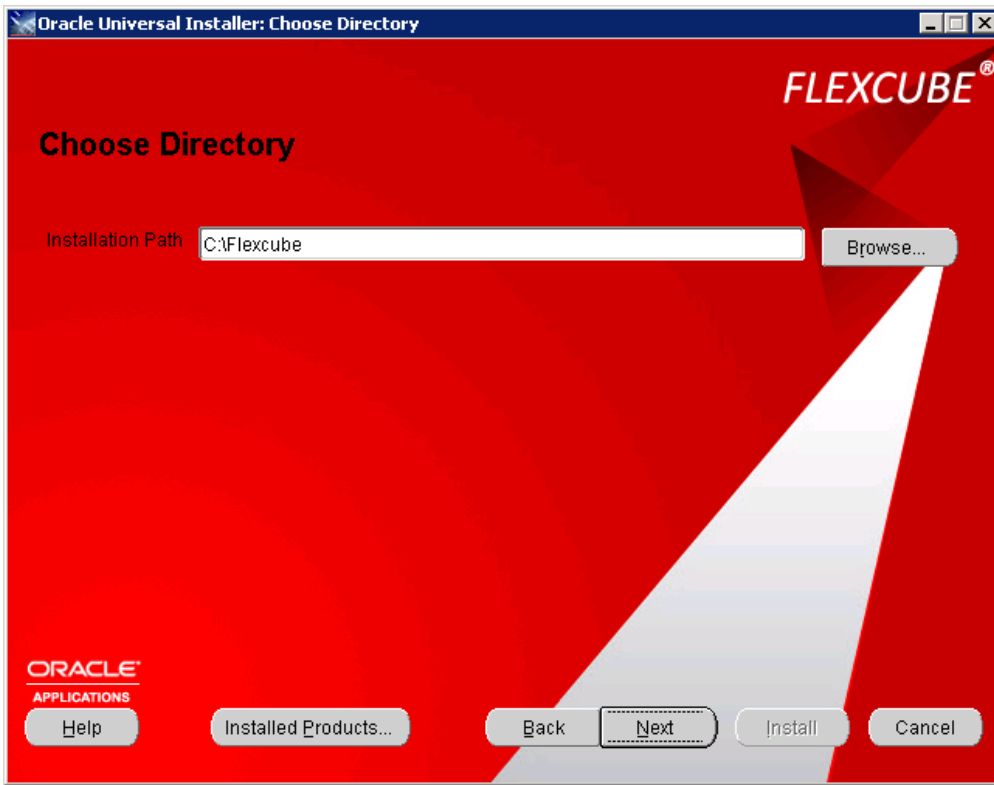 Oracle Universal Installer: Choose Directory
FLEXCUBE®
Choose Directory
Installation Path C:\Flexcube Browse...
ORACLE®
APPLICATIONS
Help Installed Products... Back Next Install Cancel